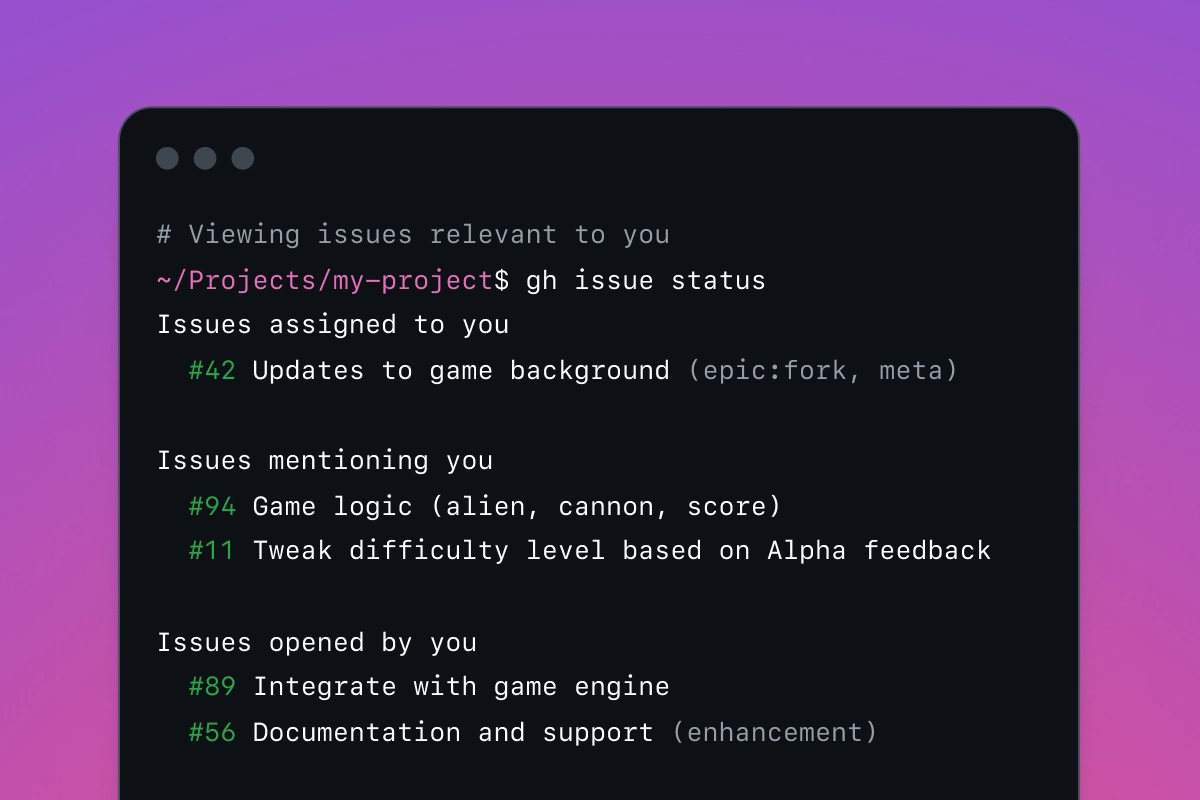 # Viewing issues relevant to you
~/Projects/my-project$ gh issue status
Issues assigned to you
#42 Updates to game background (epic:fork, meta)
Issues mentioning you
#94 Game logic (alien, cannon, score)
#11 Tweak difficulty level based on Alpha feedback
Issues opened by you
#89 Integrate with game engine
#56 Documentation and support (enhancement)